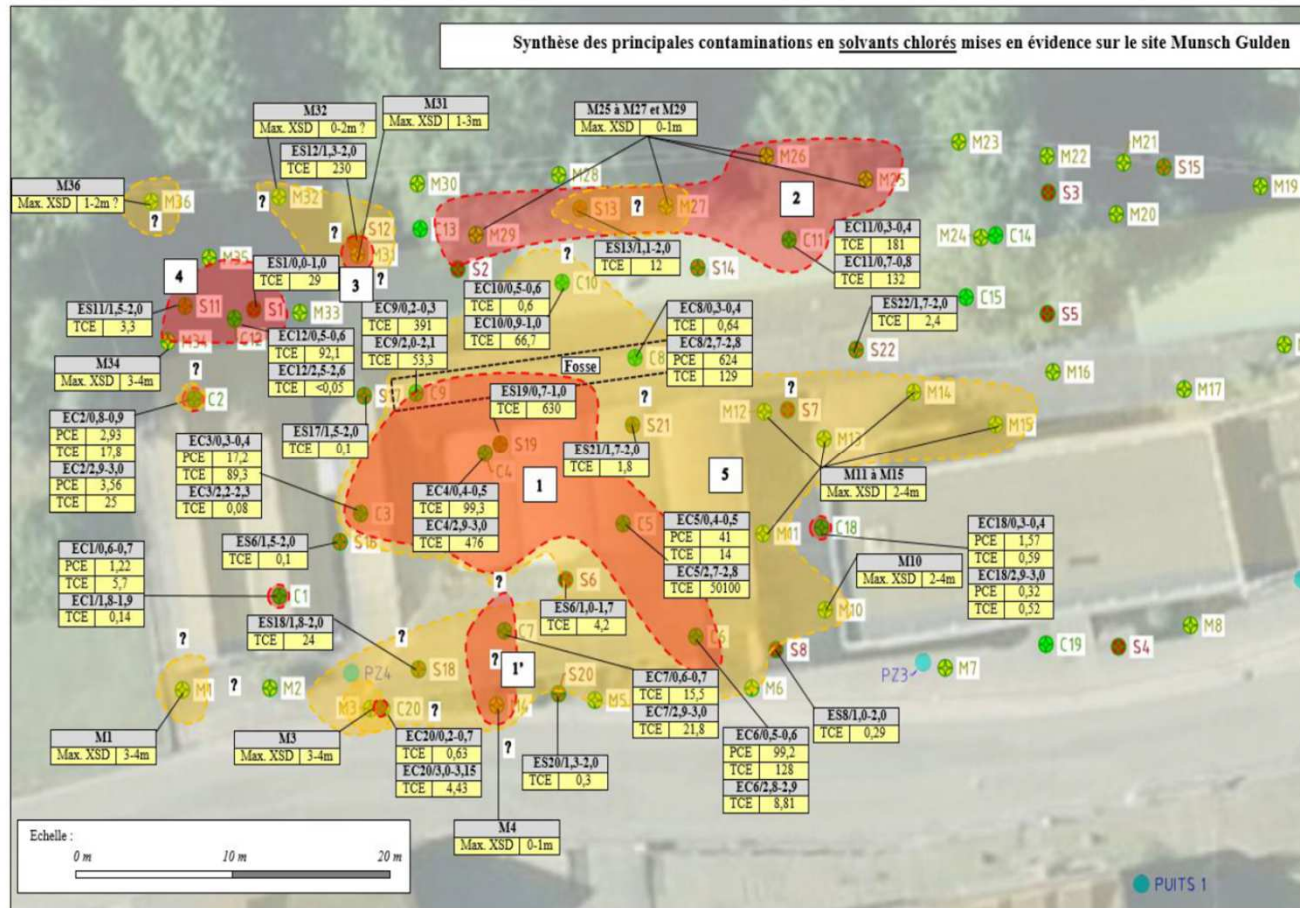 Synthèse des principales contaminations en solvants chlorés mises en évidence sur le site Munsch Gulden
M32
Max. XSD 0-2m ?
M31
Max. XSD 1-3m
M25 à M27 et M29
Max. XSD 0-1m
ES12/1,3-2,0
TCE 230
M36
Max. XSD 1-2m ?
M36
?
?
M32
M30
M28
M26
M25
M23
M22
M21
S15
M19
S3
M20
S13
?
M27
2
?
S12
M31
C13
M29
C11
M24
C14
EC11/0,3-0,4
TCE 181
EC11/0,7-0,8
TCE 132
ES13/1,1-2,0
TCE 12
M35
4
ES1/0,0-1,0
TCE 29
3
?
S2
?
C10
S14
EC10/0,5-0,6
TCE 0,6
EC10/0,9-1,0
TCE 66,7
C15
ES11/1,5-2,0
TCE 3,3
S11
S1
M33
C12
M34
EC9/0,2-0,3
TCE 391
EC9/2,0-2,1
TCE 53,3
EC8/0,3-0,4
TCE 0,64
EC8/2,7-2,8
PCE 624
TCE 129
ES22/1,7-2,0
TCE 2,4
S5
EC12/0,5-0,6
TCE 92,1
EC12/2,5-2,6
TCE <0,05
S22
C8
Fosse
M34
Max. XSD 3-4m
?
C2
S17
C9
ES19/0,7-1,0
TCE 630
?
?
M16
M17
M14
M12
S7
M15
M13
S21
S19
C4
EC2/0,8-0,9
PCE 2,93
TCE 17,8
EC2/2,9-3,0
PCE 3,56
TCE 25
EC3/0,3-0,4
PCE 17,2
TCE 89,3
EC3/2,2-2,3
TCE 0,08
ES17/1,5-2,0
TCE 0,1
ES21/1,7-2,0
TCE 1,8
1
5
M11 à M15
Max. XSD 2-4m
EC4/0,4-0,5
TCE 99,3
EC4/2,9-3,0
TCE 476
C3
C5
EC5/0,4-0,5
PCE 41
TCE 14
EC5/2,7-2,8
TCE 50100
M11
C18
EC18/0,3-0,4
PCE 1,57
TCE 0,59
EC18/2,9-3,0
PCE 0,32
TCE 0,52
ES6/1,5-2,0
TCE 0,1
S16
EC1/0,6-0,7
PCE 1,22
TCE 5,7
EC1/1,8-1,9
TCE 0,14
M10
Max. XSD 2-4m
C1
?
S6
M10
ES6/1,0-1,7
TCE 4,2
ES18/1,8-2,0
TCE 24
?
C7
C6
S8
M8
C19
S4
PZ3
M7
?
1'
?
PZ4
S18
S20
M1
?
M2
M3
C20
?
M4
M5
M6
EC7/0,6-0,7
TCE 15,5
EC7/2,9-3,0
TCE 21,8
ES8/1,0-2,0
TCE 0,29
M1
Max. XSD 3-4m
M3
Max. XSD 3-4m
EC20/0,2-0,7
TCE 0,63
EC20/3,0-3,15
TCE 4,43
?
ES20/1,3-2,0
TCE 0,3
EC6/0,5-0,6
PCE 99,2
TCE 128
EC6/2,8-2,9
TCE 8,81
M4
Max. XSD 0-1m
Echelle :
0 m 10 m 20 m
PUITS 1